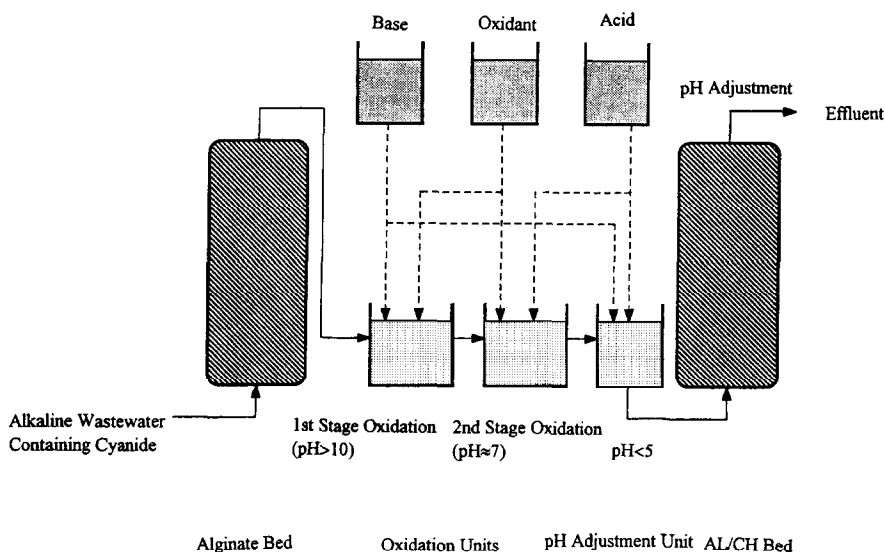 Base
Oxidant
Acid
pH Adjustment
Effluent
Alkaline Wastewater
Containing Cyanide
1st Stage Oxidation
(pH>10)
2nd Stage Oxidation
(pH≈7)
pH<5
Alginate Bed
Oxidation Units
pH Adjustment Unit
AL/CH Bed